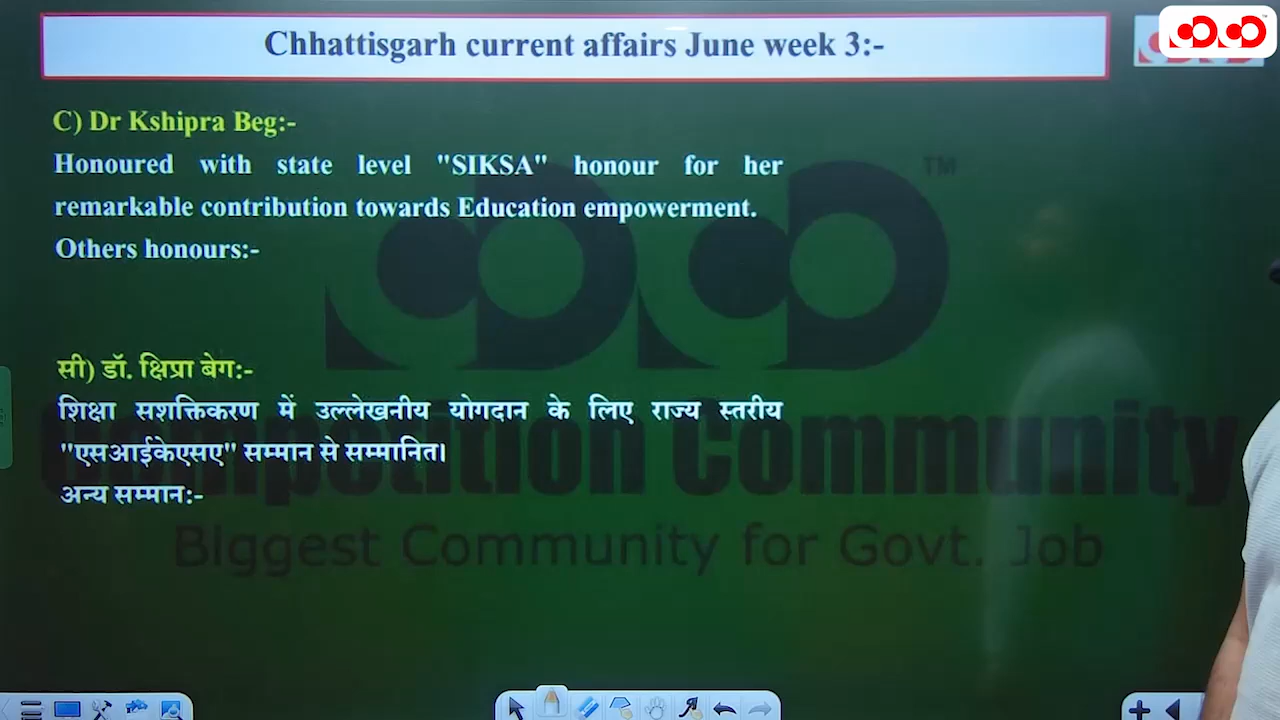 Chhattisgarh current affairs June week 3:-
C) Dr Kshipra Beg:-
Honoured with state level "SIKSA" honour for her
remarkable contribution towards Education empowerment.
Others honours:-
सी) डॉ. क्षिप्रा बेग:-
शिक्षा सशक्तिकरण में उल्लेखनीय योगदान के लिए राज्य स्तरीय
"एसआईकेएसए" सम्मान से सम्मानित।
अन्य सम्मान:-
TM
Competition Community
Biggest Community for Govt. Job